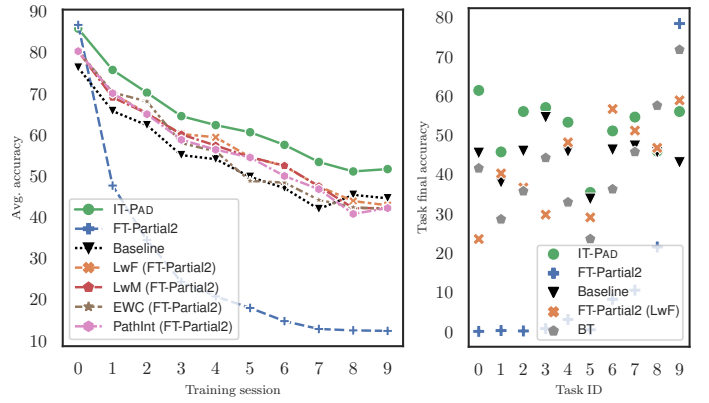 90
80
70
60
50
40
30
20
10
Avg. accuracy
IT-PAD
FT-Partial2
Baseline
LwF (FT-Partial2)
LwM (FT-Partial2)
EWC (FT-Partial2)
PathInt (FT-Partial2)
0 1 2 3 4 5 6 7 8 9
Training session
80
70
60
50
40
30
20
10
0
Task final accuracy
IT-PAD
FT-Partial2
Baseline
FT-Partial2 (LwF)
BT
0 1 2 3 4 5 6 7 8 9
Task ID